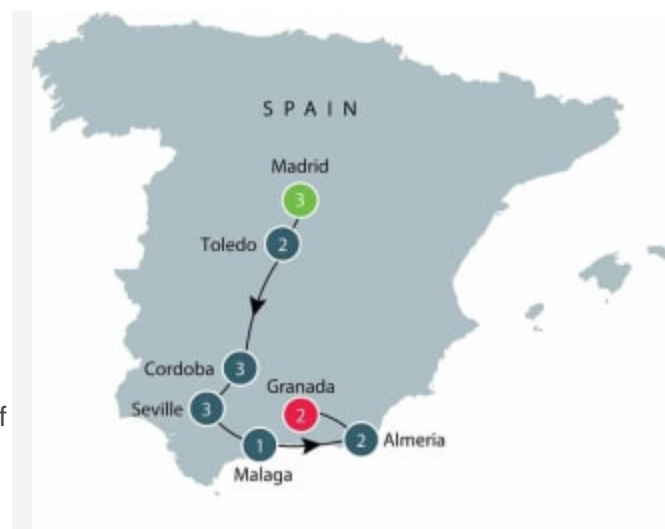 SPAIN
Madrid
3
Toledo 2
Cordoba 3
Granada
Seville 3
2
f
1
2 Almeria
Malaga